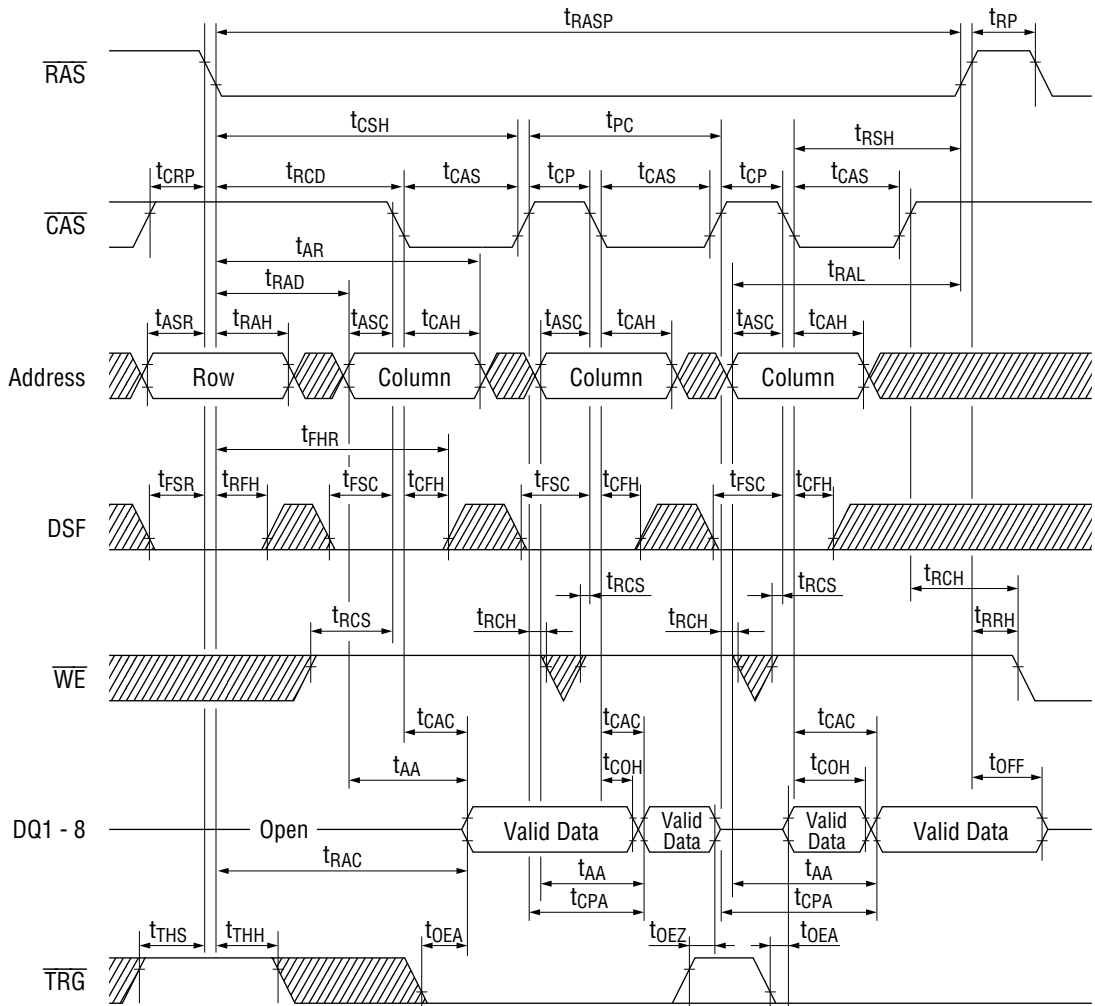 tRASP tRP
RAS
tCSH tPC
tRSH
tCRP tRCD tCAS tCP tCAS tCP tCAS
CAS
tAR
tRAD tRAL
tASR tRAH tASC tCAH tASC tCAH tASC tCAH
Address Row Column Column Column
tFHR
tFSR tRFH tFSC tCFH tFSC tCFH tFSC tCFH
DSF
tRCS tRCS tRCH
tRCS tRCH tRCH tRRH
WE
tCAC tCAC tCAC
tAA tCOH tCOH tOFF
DQ1 - 8 Open Valid Data Valid Data Valid Data Valid Data
tRAC tAA tAA
tCPA tCPA
tTHS tTHH tOEA tOEZ tOEA
TRG